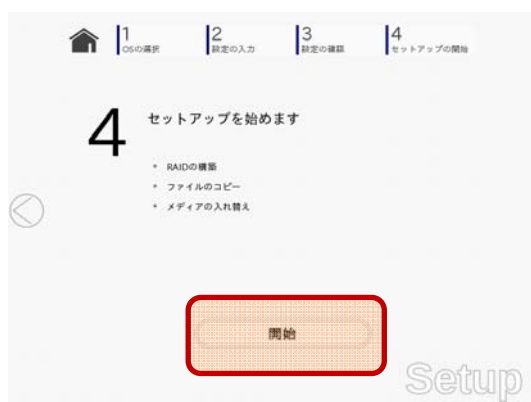 1
OSの選択
2
設定の入力
3
設定の確認
4
セットアップの開始
4
セットアップを始めます
• RAIDの構築
• ファイルのコピー
• メディアの入れ替え
開始
Setup